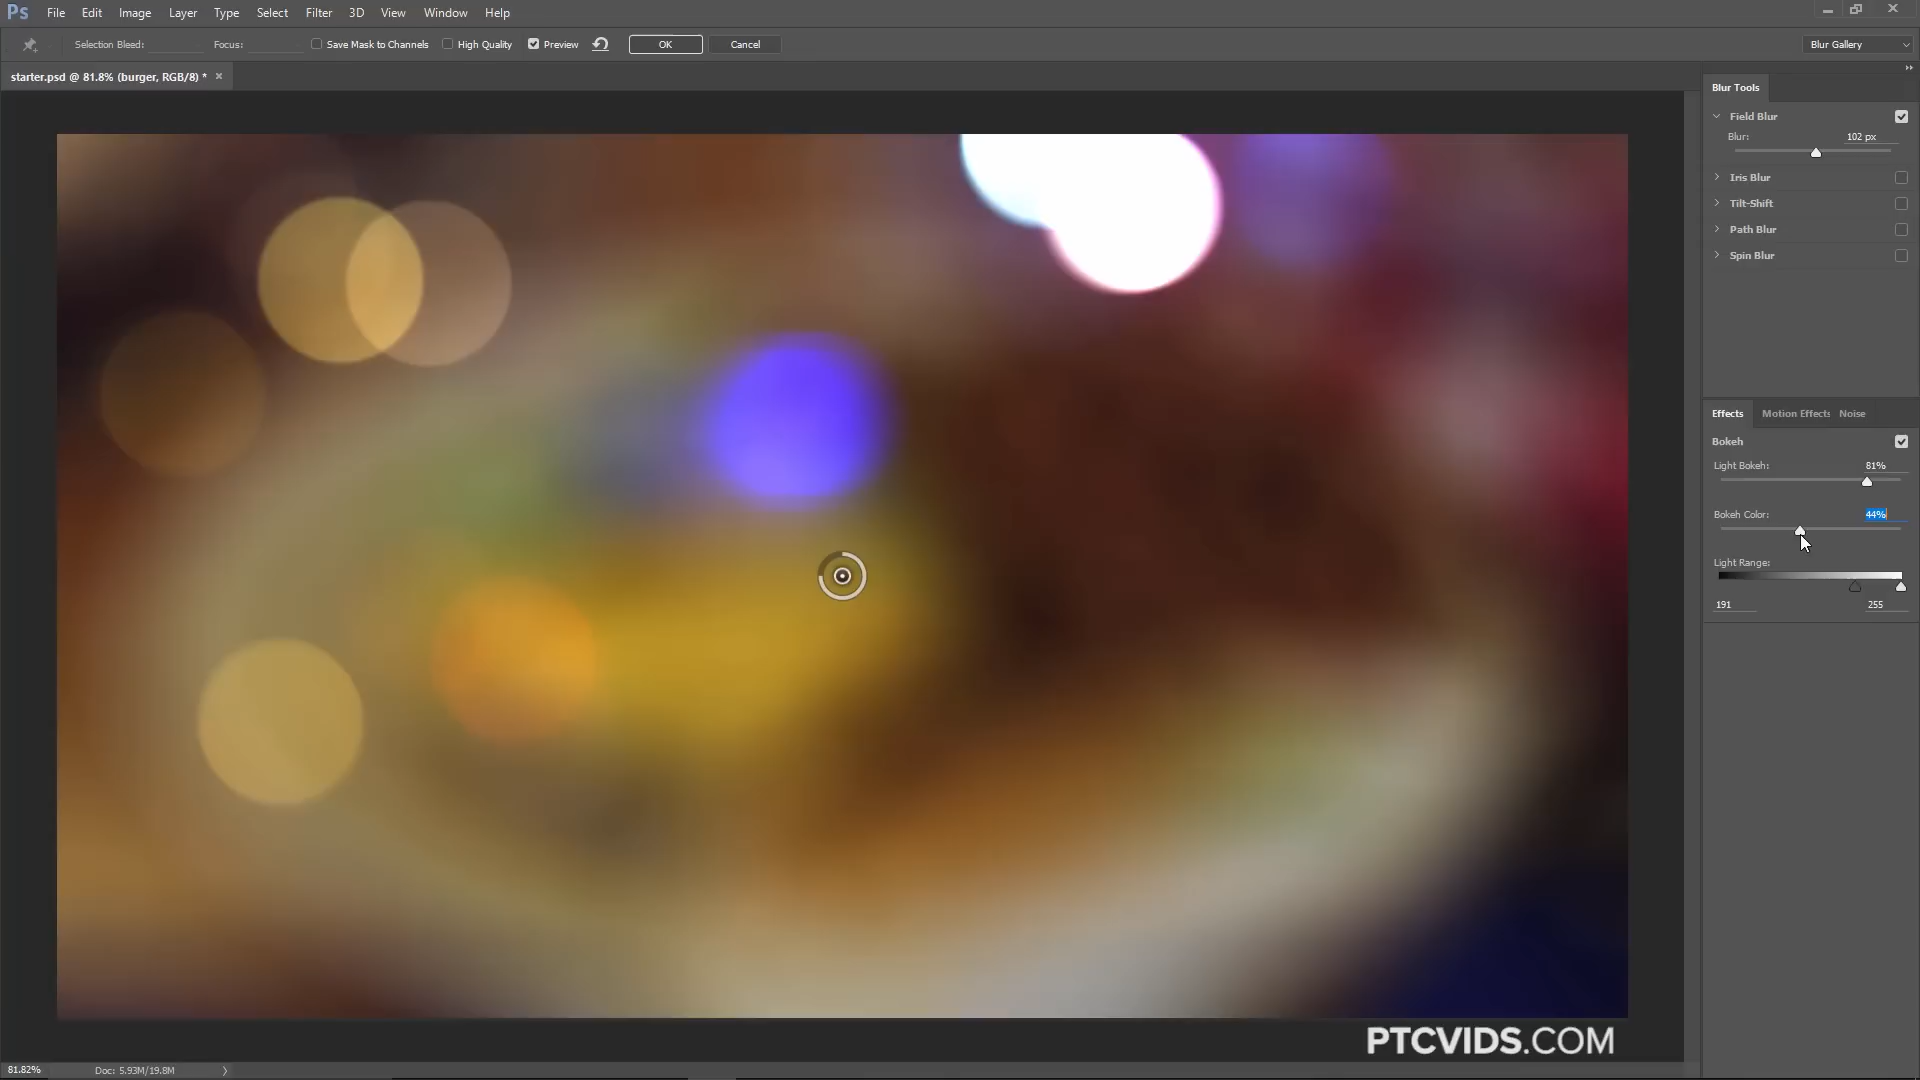 Ps File Edit Image Layer Type Select Filter 3D View Window Help
Selection Bleed: Focus: Save Mask to Channels High Quality Preview OK Cancel Blur Gallery
starter.psd @ 81.8% (burger, RGB/8) * ×
Blur Tools
Field Blur
Blur: 102 px
Iris Blur
Tilt-Shift
Path Blur
Spin Blur
Effects Motion Effects Noise
Bokeh
Light Bokeh: 81%
Bokeh Color: 44%
Light Range:
191 255
PTCVIDS.COM
81.82% Doc: 5.93M/19.8M